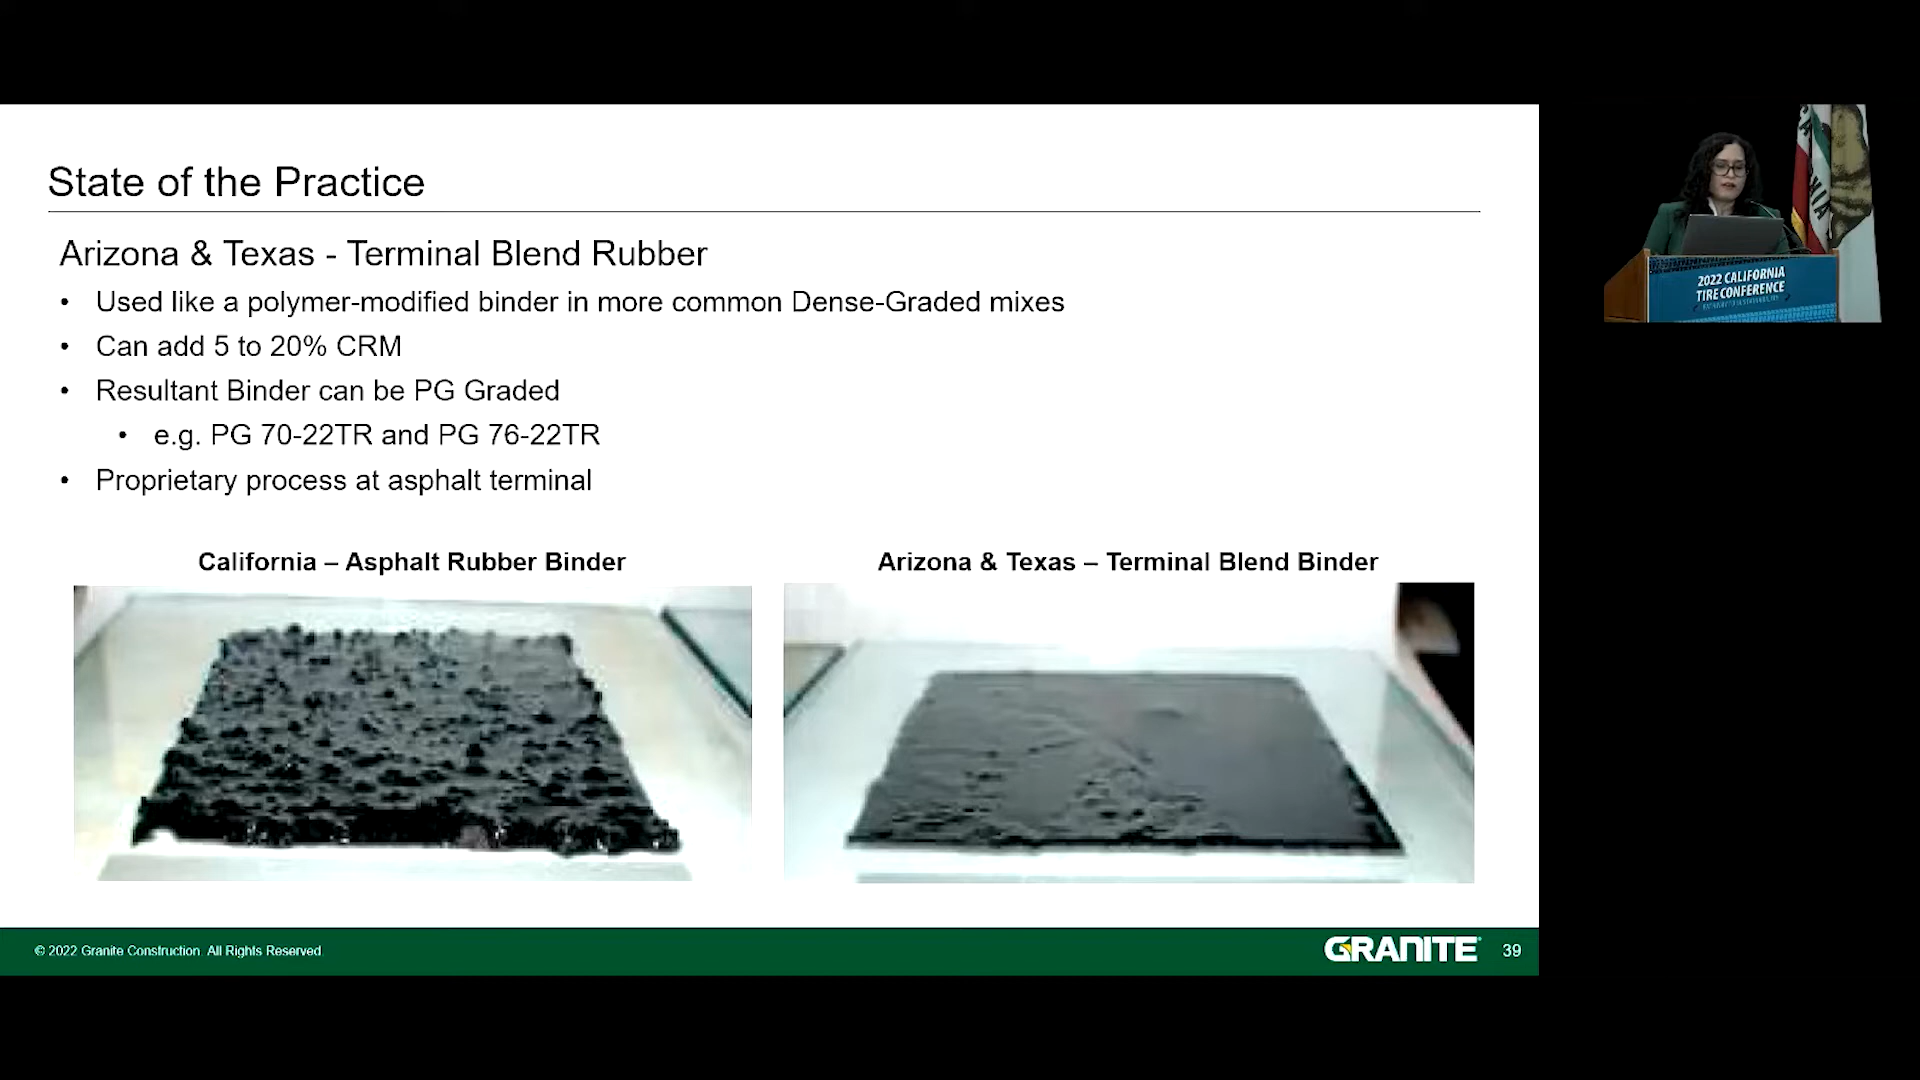 State of the Practice
Arizona & Texas - Terminal Blend Rubber
• Used like a polymer-modified binder in more common Dense-Graded mixes
• Can add 5 to 20% CRM
• Resultant Binder can be PG Graded
• e.g. PG 70-22TR and PG 76-22TR
• Proprietary process at asphalt terminal
California – Asphalt Rubber Binder
Arizona & Texas – Terminal Blend Binder
© 2022 Granite Construction. All Rights Reserved.
GRANITE
39
2022 CALIFORNIA
TIRE CONFERENCE